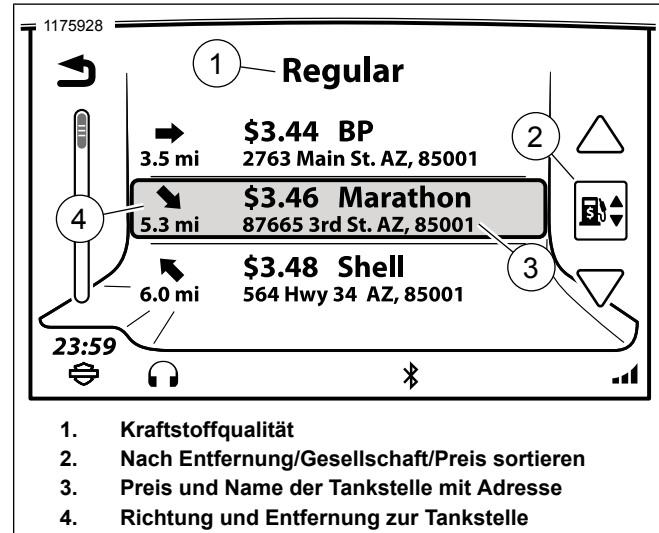 1175928
1 Regular
$3.44 BP
3.5 mi 2763 Main St. AZ, 85001
2
$3.46 Marathon
5.3 mi 87665 3rd St. AZ, 85001
4
3
$
$3.48 Shell
6.0 mi 564 Hwy 34 AZ, 85001
23:59
1. Kraftstoffqualität
2. Nach Entfernung/Gesellschaft/Preis sortieren
3. Preis und Name der Tankstelle mit Adresse
4. Richtung und Entfernung zur Tankstelle